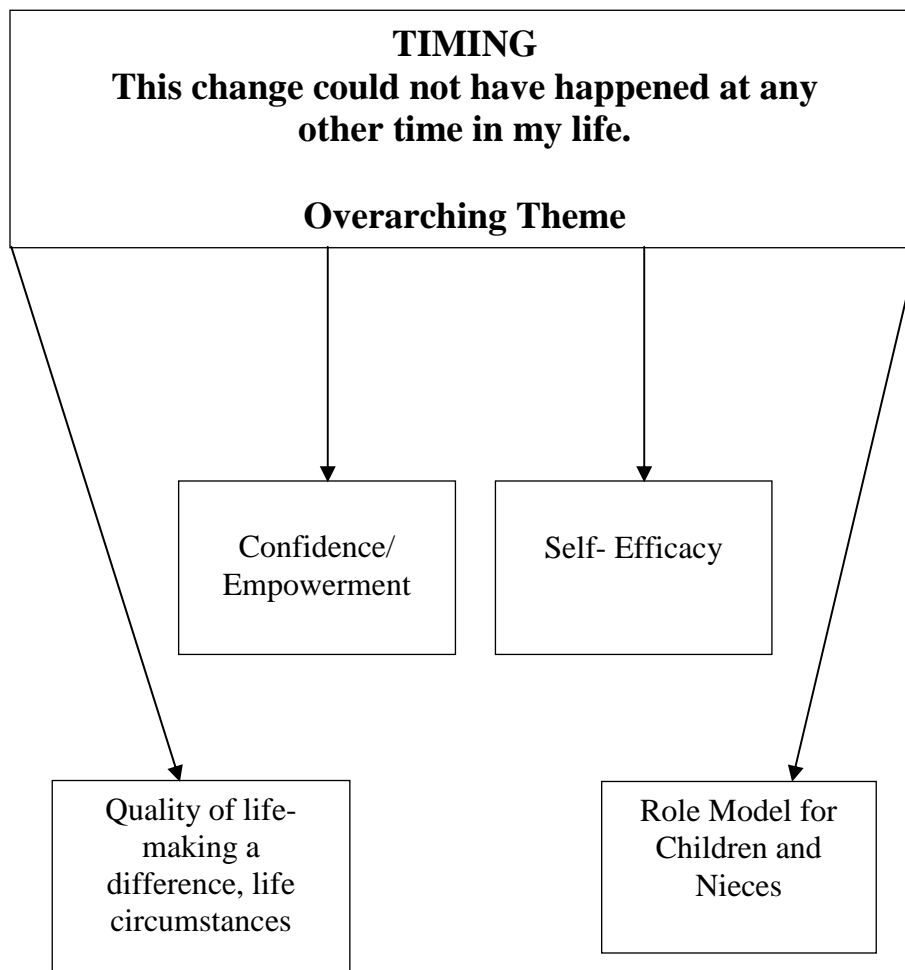 TIMING
This change could not have happened at any
other time in my life.
Overarching Theme
Confidence/
Empowerment
Self- Efficacy
Quality of life-
making a
difference, life
circumstances
Role Model for
Children and
Nieces